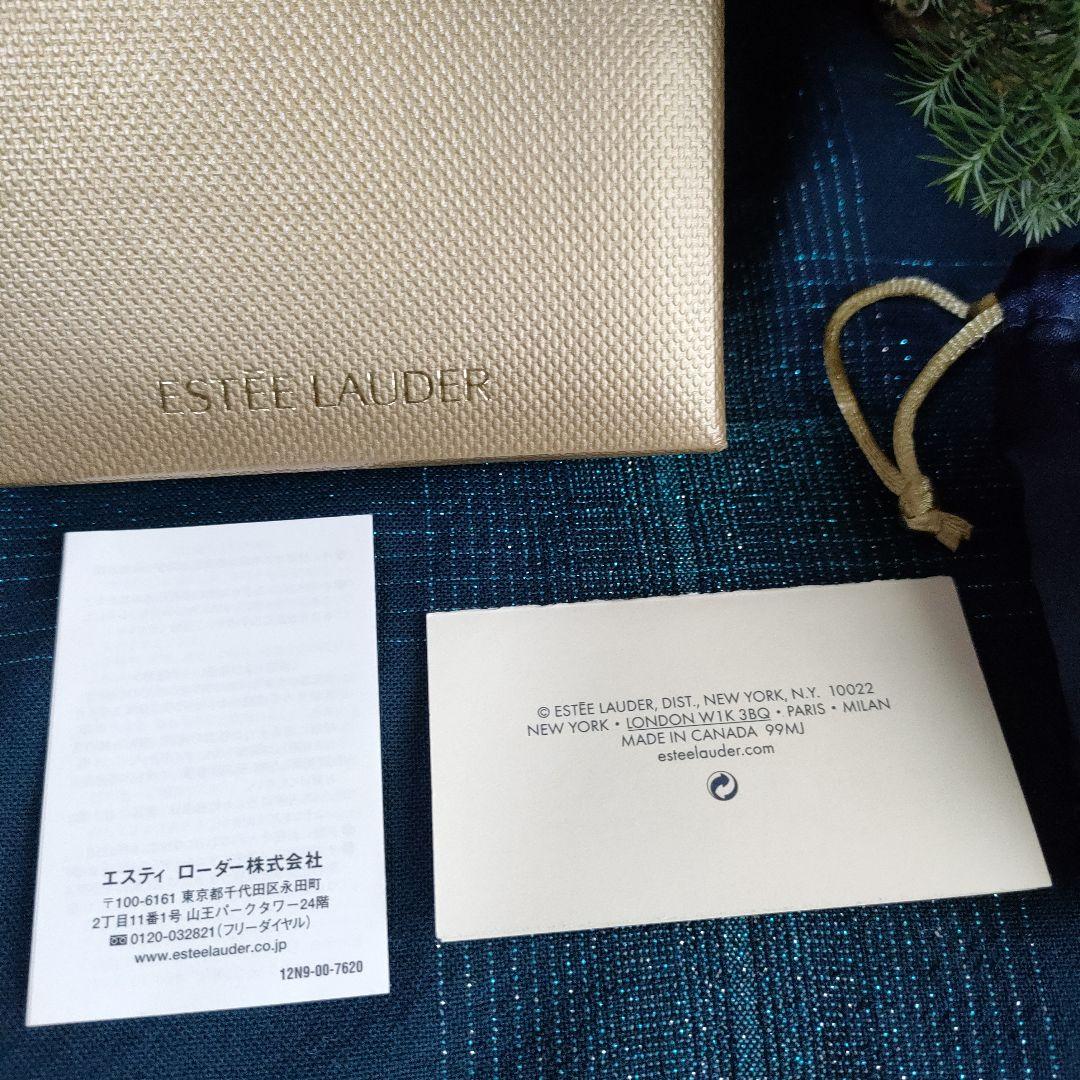 ESTĒE LAUDER
エスティ ローダー株式会社
〒100-6161 東京都千代田区永田町
2丁目11番1号 山王パークタワー24階
0120-032821(フリーダイヤル)
www.esteelauder.co.jp
12N9-00-7620
© ESTĒE LAUDER, DIST., NEW YORK, N.Y. 10022
NEW YORK • LONDON W1K 3BQ • PARIS • MILAN
MADE IN CANADA 99MJ
esteelauder.com